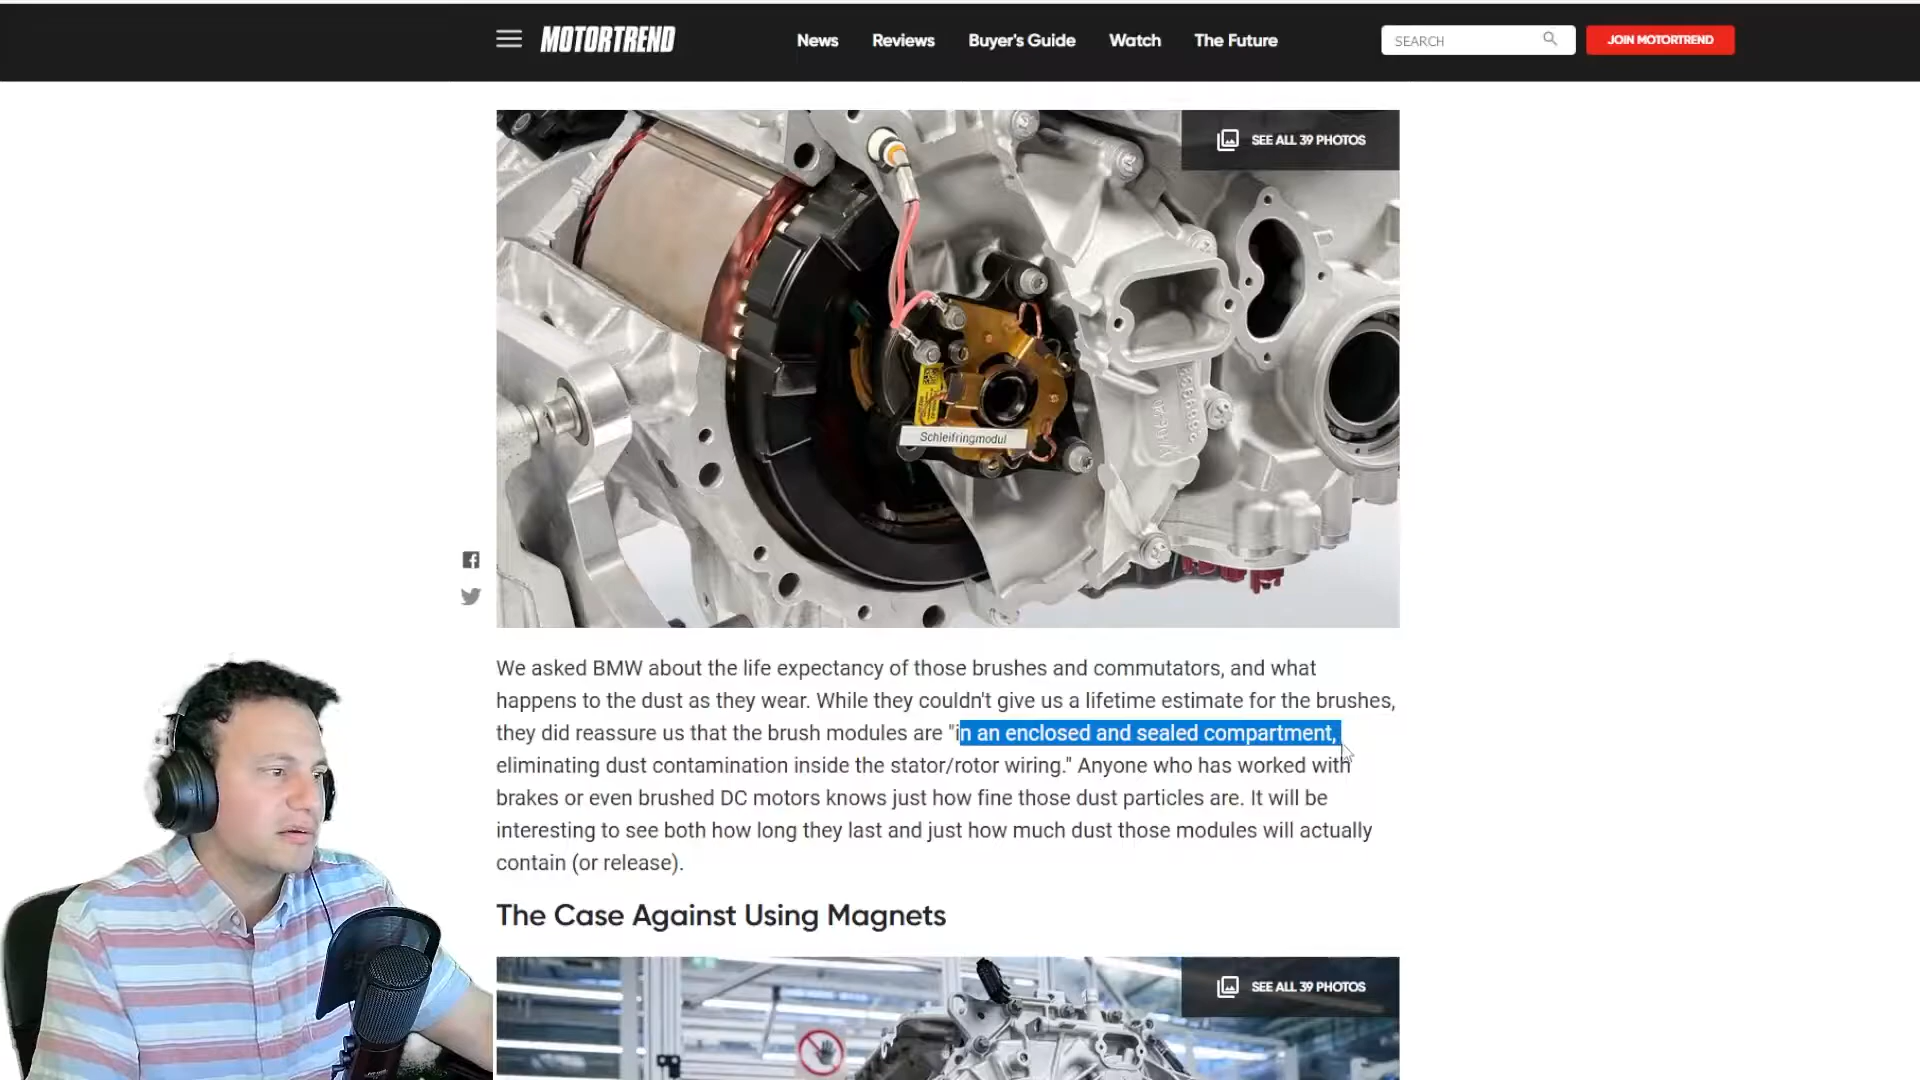 MOTORTREND
News Reviews Buyer's Guide Watch The Future
SEARCH
JOIN MOTORTREND
SEE ALL 39 PHOTOS
Schleifringmodul
We asked BMW about the life expectancy of those brushes and commutators, and what
happens to the dust as they wear. While they couldn't give us a lifetime estimate for the brushes,
they did reassure us that the brush modules are "in an enclosed and sealed compartment,
eliminating dust contamination inside the stator/rotor wiring." Anyone who has worked with
brakes or even brushed DC motors knows just how fine those dust particles are. It will be
interesting to see both how long they last and just how much dust those modules will actually
contain (or release).
The Case Against Using Magnets
SEE ALL 39 PHOTOS